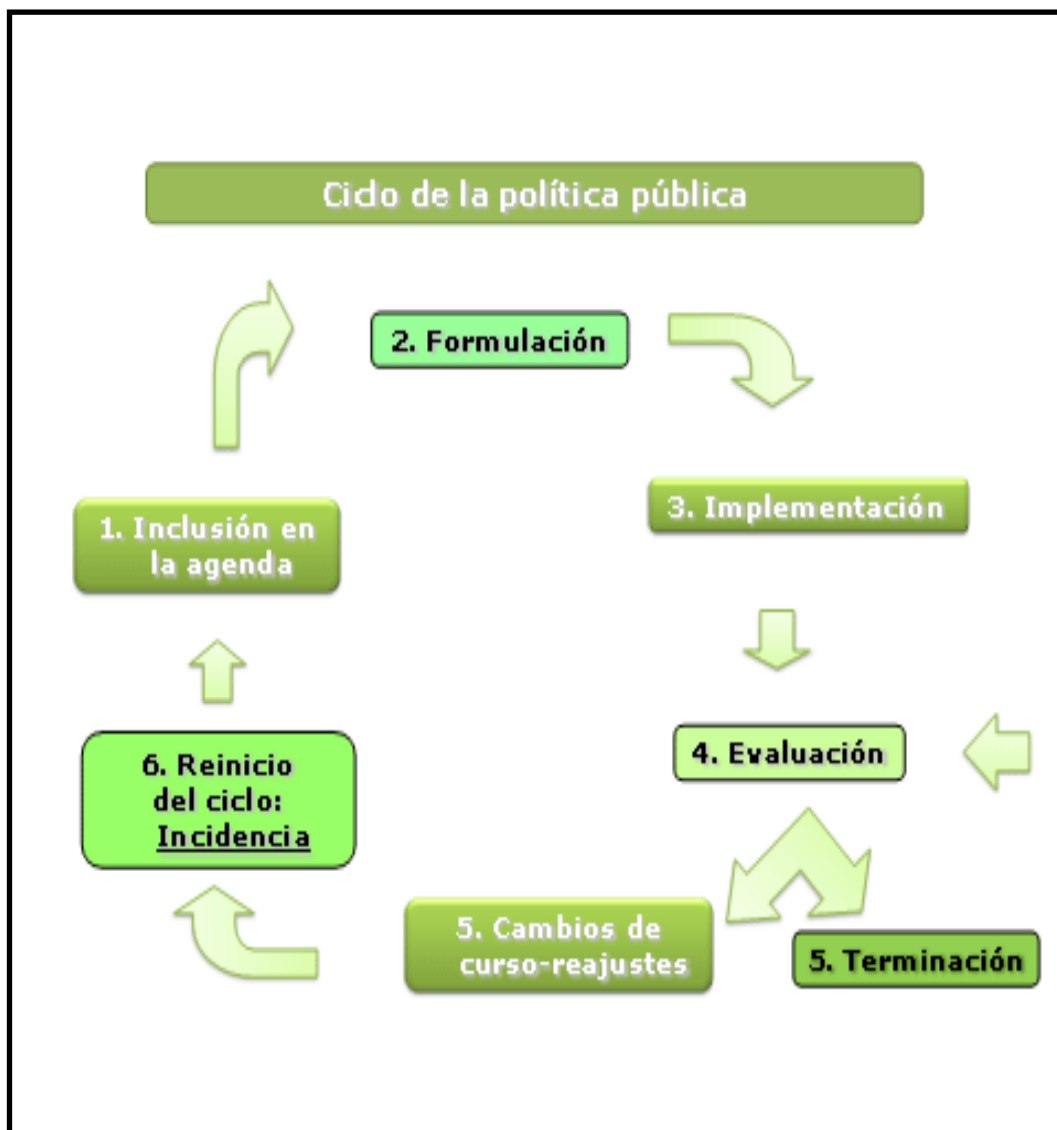 Ciclo de la política pública
2. Formulación
1. Inclusión en
la agenda
3. Implementación
6. Reinicio
del ciclo:
Incidencia
4. Evaluación
5. Cambios de
curso-reajustes
5. Terminación